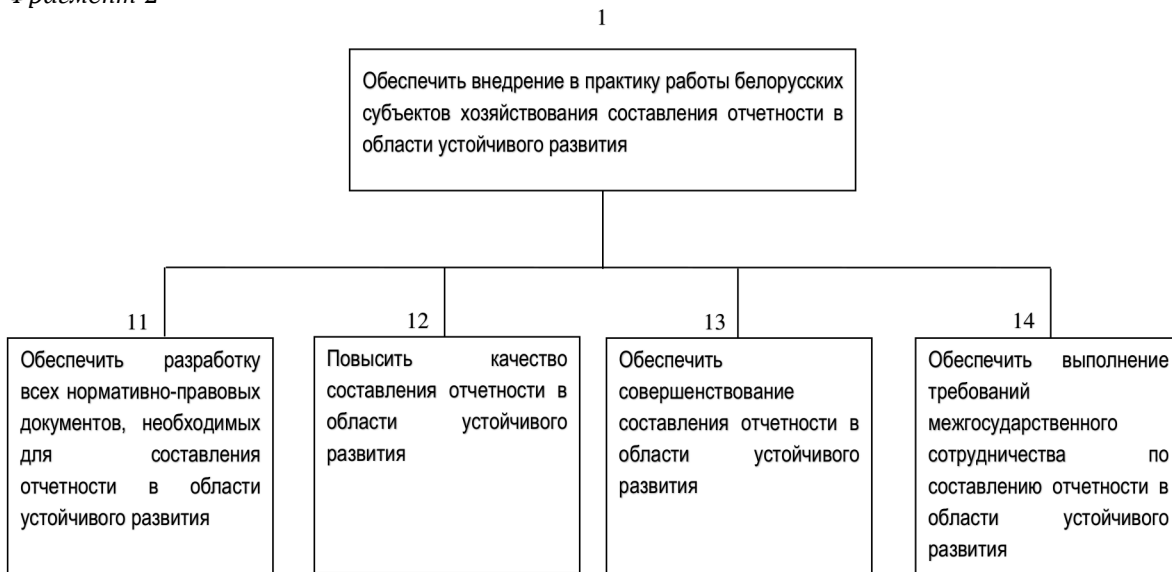 Фрагмент 2
1
Обеспечить внедрение в практику работы белорусских
субъектов хозяйствования составления отчетности в
области устойчивого развития
11
Обеспечить разработку
всех нормативно-правовых
документов, необходимых
для составления
отчетности в области
устойчивого развития
12
Повысить качество
составления отчетности в
области устойчивого
развития
13
Обеспечить
совершенствование
составления отчетности в
области устойчивого
развития
14
Обеспечить выполнение
требований
межгосударственного
сотрудничества по
составлению отчетности в
области устойчивого
развития